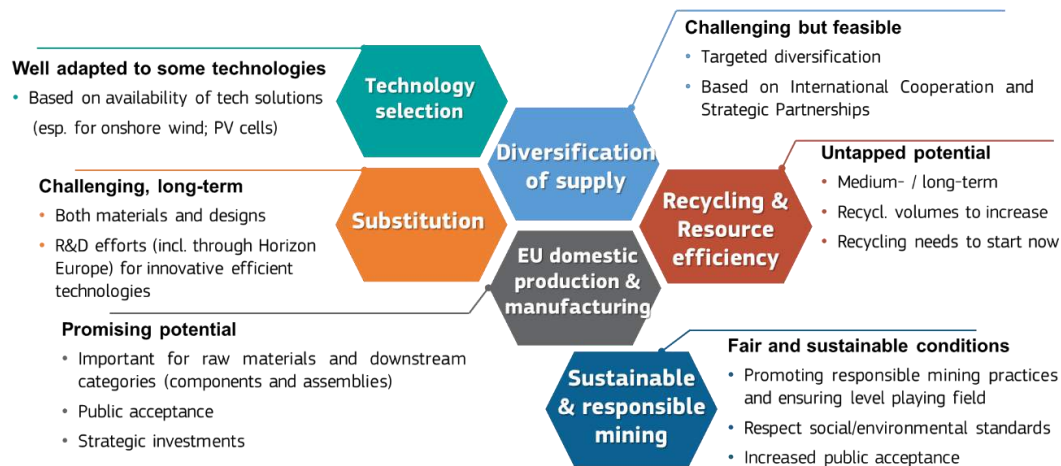 Well adapted to some technologies
• Based on availability of tech solutions
(esp. for onshore wind; PV cells)
Technology
selection
Challenging but feasible
• Targeted diversification
• Based on International Cooperation and
Strategic Partnerships
Diversification
of supply
Challenging, long-term
• Both materials and designs
• R&D efforts (incl. through Horizon
Europe) for innovative efficient
technologies
Substitution
Untapped potential
• Medium- / long-term
• Recycl. volumes to increase
• Recycling needs to start now
Recycling &
Resource
efficiency
EU domestic
production &
manufacturing
Promising potential
• Important for raw materials and downstream
categories (components and assemblies)
• Public acceptance
• Strategic investments
Sustainable
& responsible
mining
Fair and sustainable conditions
• Promoting responsible mining practices
and ensuring level playing field
• Respect social/environmental standards
• Increased public acceptance